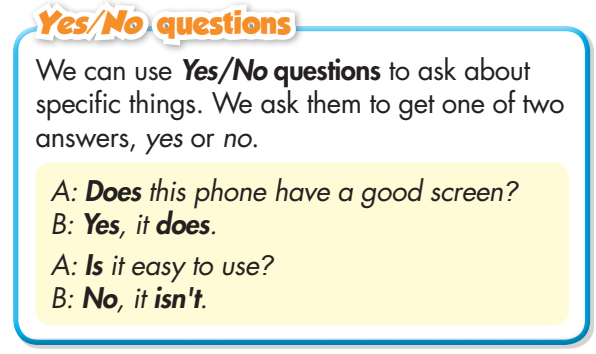 Yes/No questions
We can use Yes/No questions to ask about
specific things. We ask them to get one of two
answers, yes or no.
A: Does this phone have a good screen?
B: Yes, it does.
A: Is it easy to use?
B: No, it isn't.